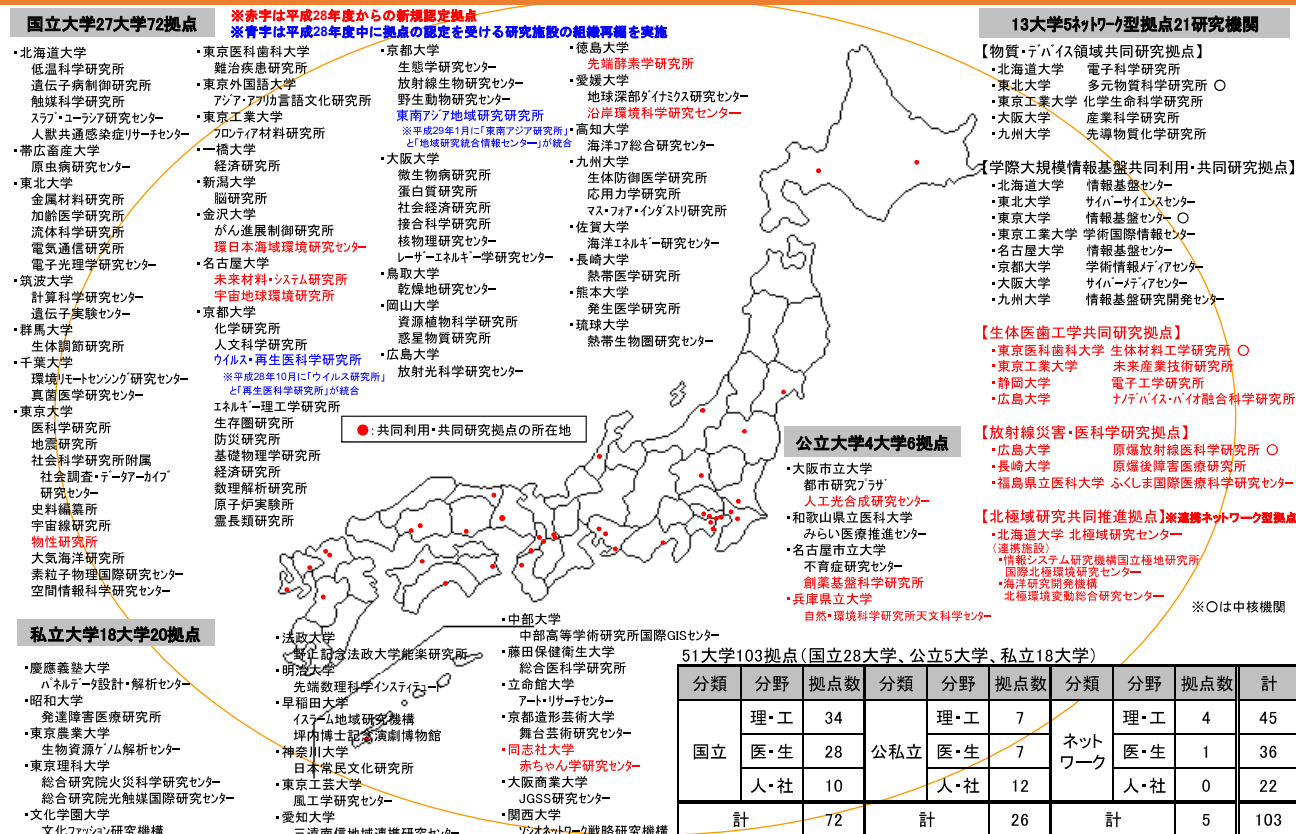 ※赤字は平成28年度からの新規認定拠点
※青字は平成28年度中に拠点の認定を受ける研究施設の組織再編を実施
国立大学27大学72拠点
・北海道大学
低温科学研究所
遺伝子病制御研究所
触媒科学研究所
スラブ・ユーラシア研究センター
人獣共通感染症リサーチセンター
・帯広畜産大学
原虫病研究センター
・東北大学
金属材料研究所
加齢医学研究所
流体科学研究所
電気通信研究所
電子光理学研究センター
・筑波大学
計算科学研究センター
遺伝子実験センター
・群馬大学
生体調節研究所
・千葉大学
環境リモートセンシング研究センター
真菌医学研究センター
・東京大学
医科学研究所
地震研究所
社会科学研究所附属
社会調査・データアーカイブ
研究センター
史料編纂所
宇宙線研究所
物性研究所
大気海洋研究所
素粒子物理国際研究センター
空間情報科学研究センター
・東京医科歯科大学
難治疾患研究所
・東京外国語大学
アジア・アフリカ言語文化研究所
・東京工業大学
フロンティア材料研究所
・一橋大学
経済研究所
・新潟大学
脳研究所
・金沢大学
がん進展制御研究所
環日本海域環境研究センター
・名古屋大学
未来材料・システム研究所
宇宙地球環境研究所
・京都大学
化学研究所
人文科学研究所
ウイルス・再生医科学研究所
※平成28年10月に「ウイルス研究所」
と「再生医科学研究所」が統合
エネルギー理工学研究所
生存圏研究所
防災研究所
基礎物理学研究所
経済研究所
数理解析研究所
原子炉実験所
霊長類研究所
・京都大学
生態学研究センター
放射線生物研究センター
野生動物研究センター
東南アジア地域研究研究所
※平成29年1月に「東南アジア研究所」
と「地域研究統合情報センター」が統合
・大阪大学
微生物病研究所
蛋白質研究所
社会経済研究所
接合科学研究所
核物理研究センター
レーザーエネルギー学研究センター
・鳥取大学
乾燥地研究センター
・岡山大学
資源植物科学研究所
惑星物質研究所
・広島大学
放射光科学研究センター
・徳島大学
先端酵素学研究所
・愛媛大学
地球深部ダイナミクス研究センター
沿岸環境科学研究センター
・高知大学
海洋コア総合研究センター
・九州大学
生体防御医学研究所
応用力学研究所
マス・フォア・インダストリ研究所
・佐賀大学
海洋エネルギー研究センター
・長崎大学
熱帯医学研究所
・熊本大学
発生医学研究所
・琉球大学
熱帯生物圏研究センター
●:共同利用・共同研究拠点の所在地
13大学5ネットワーク型拠点21研究機関
【物質・デバイス領域共同研究拠点】
・北海道大学 電子科学研究所
・東北大学 多元物質科学研究所 ○
・東京工業大学 化学生命科学研究所
・大阪大学 産業科学研究所
・九州大学 先導物質化学研究所
【学際大規模情報基盤共同利用・共同研究拠点】
・北海道大学 情報基盤センター
・東北大学 サイバーサイエンスセンター
・東京大学 情報基盤センター ○
・東京工業大学 学術国際情報センター
・名古屋大学 情報基盤センター
・京都大学 学術情報メディアセンター
・大阪大学 サイバーメディアセンター
・九州大学 情報基盤研究開発センター
【生体医歯工学共同研究拠点】
・東京医科歯科大学 生体材料工学研究所 ○
・東京工業大学 未来産業技術研究所
・静岡大学 電子工学研究所
・広島大学 ナノデバイス・バイオ融合科学研究所
【放射線災害・医科学研究拠点】
・広島大学 原爆放射線医科学研究所 ○
・長崎大学 原爆後障害医療研究所
・福島県立医科大学 ふくしま国際医療科学研究センター
【北極域研究共同推進拠点】※連携ネットワーク型拠点
・北海道大学 北極域研究センター
(連携施設)
・情報システム研究機構国立極地研究所
国際北極環境研究センター
・海洋研究開発機構
北極環境変動総合研究センター
※○は中核機関
公立大学4大学6拠点
・大阪市立大学
都市研究プラザ
人工光合成研究センター
・和歌山県立医科大学
みらい医療推進センター
・名古屋市立大学
不育症研究センター
創薬基盤科学研究所
・兵庫県立大学
自然・環境科学研究所天文科学センター
私立大学18大学20拠点
・慶應義塾大学
パネルデータ設計・解析センター
・昭和大学
発達障害医療研究所
・東京農業大学
生物資源ゲノム解析センター
・東京理科大学
総合研究院火災科学研究センター
総合研究院光触媒国際研究センター
・文化学園大学
文化ファッション研究機構
・法政大学
野上記念法政大学能楽研究所
・明治大学
先端数理科学インスティテュート
・早稲田大学
イスラーム地域研究機構
坪内博士記念演劇博物館
・神奈川大学
日本常民文化研究所
・東京工芸大学
風工学研究センター
・愛知大学
三遠南信地域連携研究センター
・中部大学
中部高等学術研究所国際GISセンター
・藤田保健衛生大学
総合医科学研究所
・立命館大学
アート・リサーチセンター
・京都造形芸術大学
舞台芸術研究センター
・同志社大学
赤ちゃん学研究センター
・大阪商業大学
JGSS研究センター
・関西大学
ソシオネットワーク戦略研究機構
51大学103拠点(国立28大学、公立5大学、私立18大学)
分類 分野 拠点数 分類 分野 拠点数 分類 分野 拠点数 計
国立 理・工 34 公私立 理・工 7 ネットワーク 理・工 4 45
医・生 28 医・生 7 医・生 1 36
人・社 10 人・社 12 人・社 0 22
計 72 計 26 計 5 103